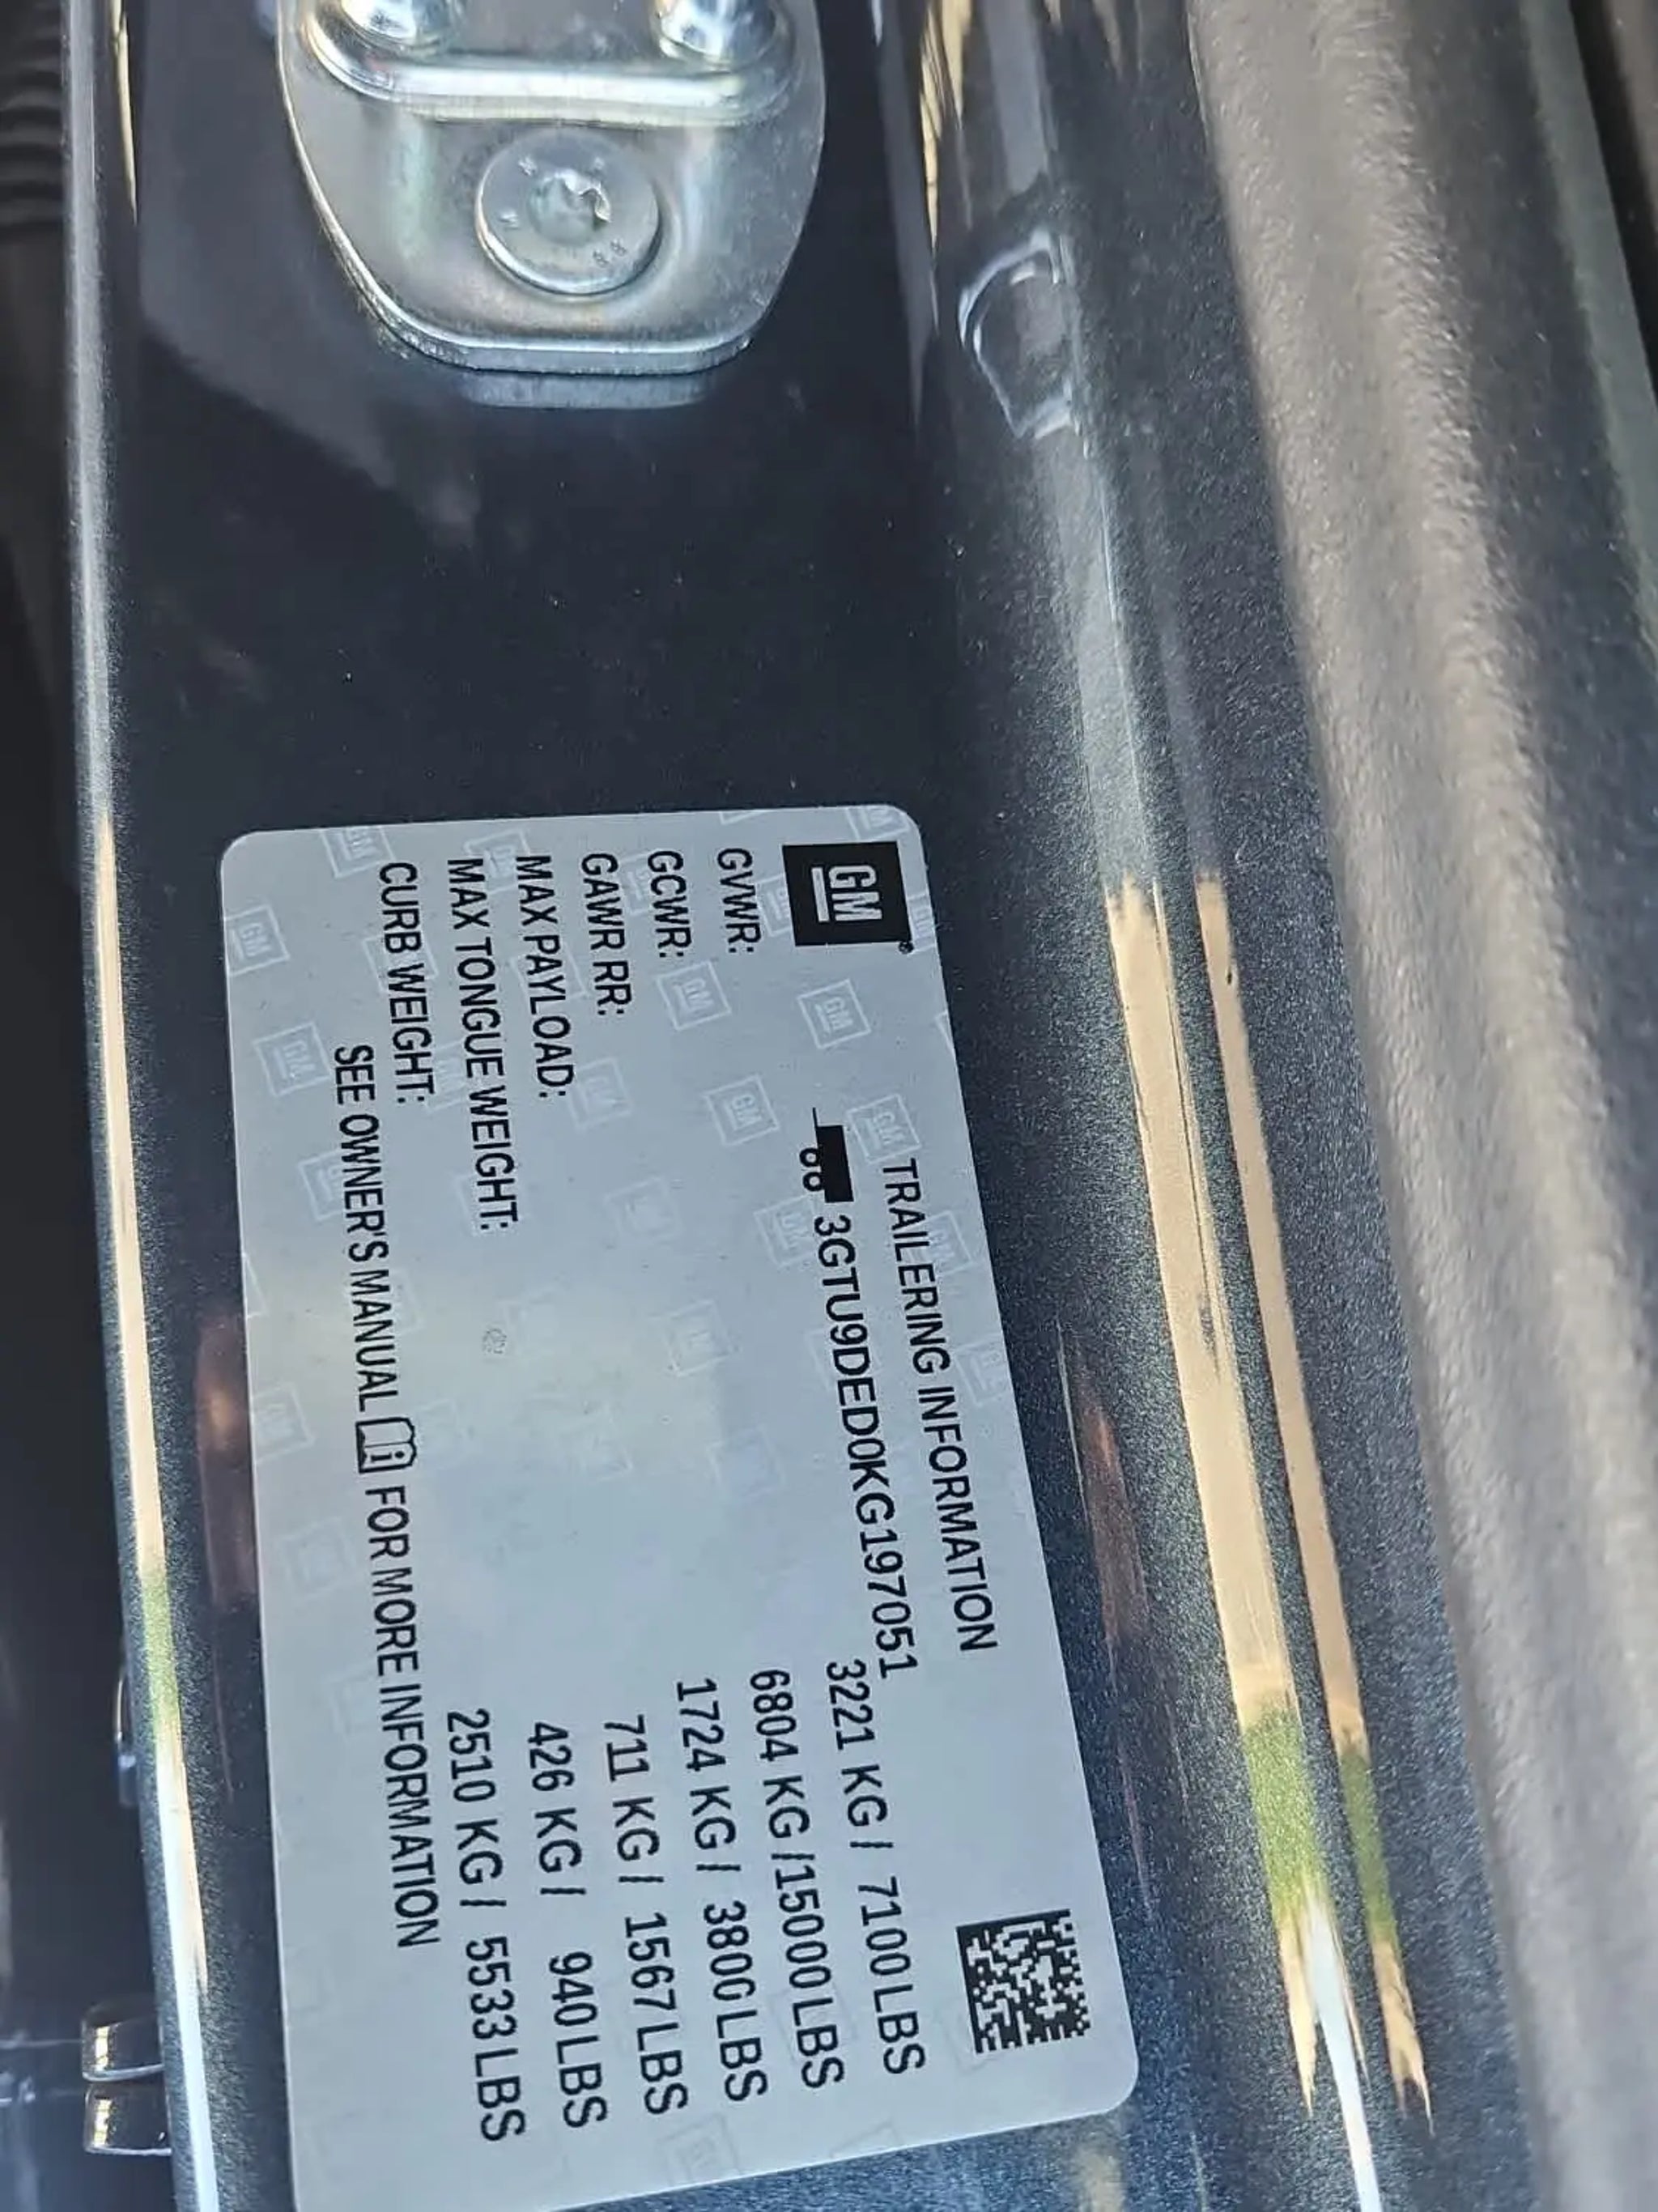 GM
TRAILERING INFORMATION
3GTU9DED0KG197051
GVWR: 3221 KG / 7100 LBS
GCWR: 6804 KG /15000 LBS
GAWR RR: 1724 KG / 3800 LBS
MAX PAYLOAD: 711 KG / 1567 LBS
MAX TONGUE WEIGHT: 426 KG / 940 LBS
CURB WEIGHT: 2510 KG / 5533 LBS
SEE OWNER'S MANUAL FOR MORE INFORMATION